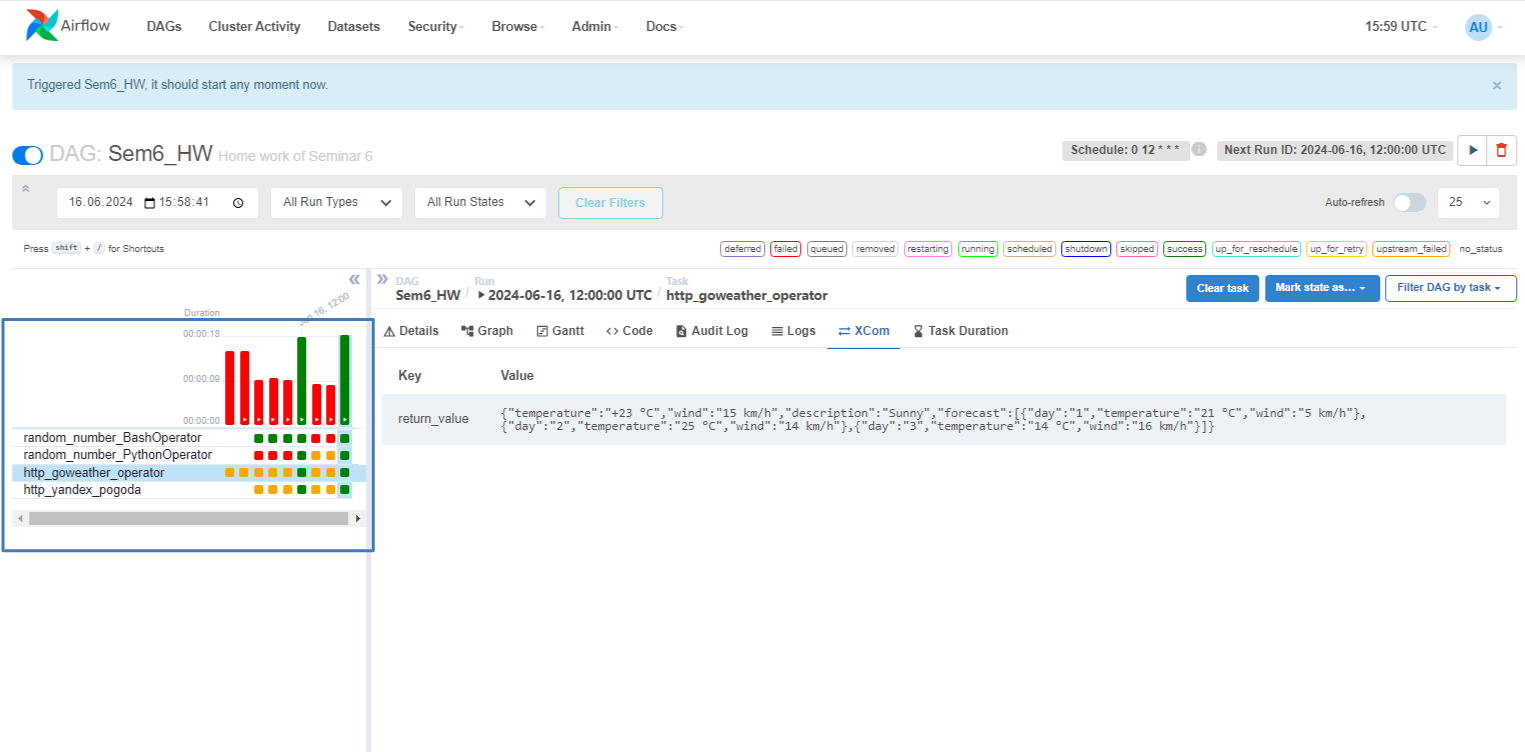 Airflow DAGs Cluster Activity Datasets Security Browse Admin Docs 15:59 UTC AU
Triggered Sem6_HW, it should start any moment now. ×
DAG: Sem6_HW Home work of Seminar 6 Schedule: 0 12 * * * i Next Run ID: 2024-06-16, 12:00:00 UTC
16.06.2024 15:58:41 All Run Types All Run States Clear Filters Auto-refresh 25
Press shift + / for Shortcuts deferred failed queued removed restarting running scheduled shutdown skipped success up_for_reschedule up_for_retry upstream_failed no_status
DAG Run Task
Sem6_HW / 2024-06-16, 12:00:00 UTC / http_goweather_operator Clear task Mark state as... Filter DAG by task
Jun 16, 12:00
Duration
Details Graph Gantt Code Audit Log Logs XCom Task Duration
00:00:18
00:00:09
00:00:00
Key Value
return_value {"temperature":"+23 °C","wind":"15 km/h","description":"Sunny","forecast":[{"day":"1","temperature":"21 °C","wind":"5 km/h"},
{"day":"2","temperature":"25 °C","wind":"14 km/h"},{"day":"3","temperature":"14 °C","wind":"16 km/h"}]}
random_number_BashOperator
random_number_PythonOperator
http_goweather_operator
http_yandex_pogoda